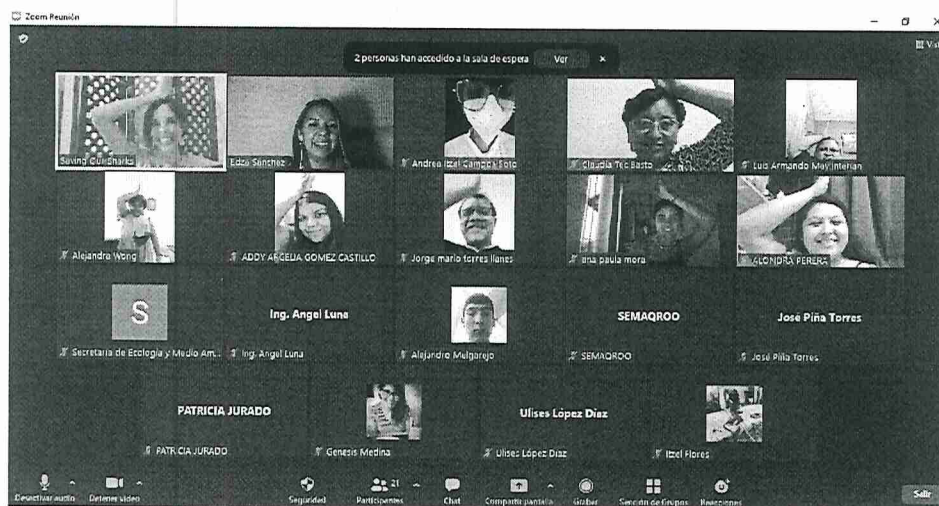 Zoom Reunión
2 personas han accedido a la sala de espera Ver
Saving Our Sharks
Edza Sánchez
Andrea Itzel Campos Soto
Claudia Tec Basto
Luis Armando May Interian
Alejandra Wong
ADDY ARGELIA GOMEZ CASTILLO
Jorge mario torres llanes
ana paula mora
ALONDRA PERERA
S
Ing. Angel Luna
SEMAQROO
José Piña Torres
Secretaria de Ecología y Medio Am...
Ing. Angel Luna
Alejandro Melgarejo
SEMAQROO
José Piña Torres
PATRICIA JURADO
Ulises López Díaz
PATRICIA JURADO
Genesis Medina
Ulises López Díaz
Itzel Flores
Desactivar audio
Detener video
Seguridad
Participantes
21
Chat
Compartir pantalla
Grabar
Sección de Grupos
Reacciones
Salir